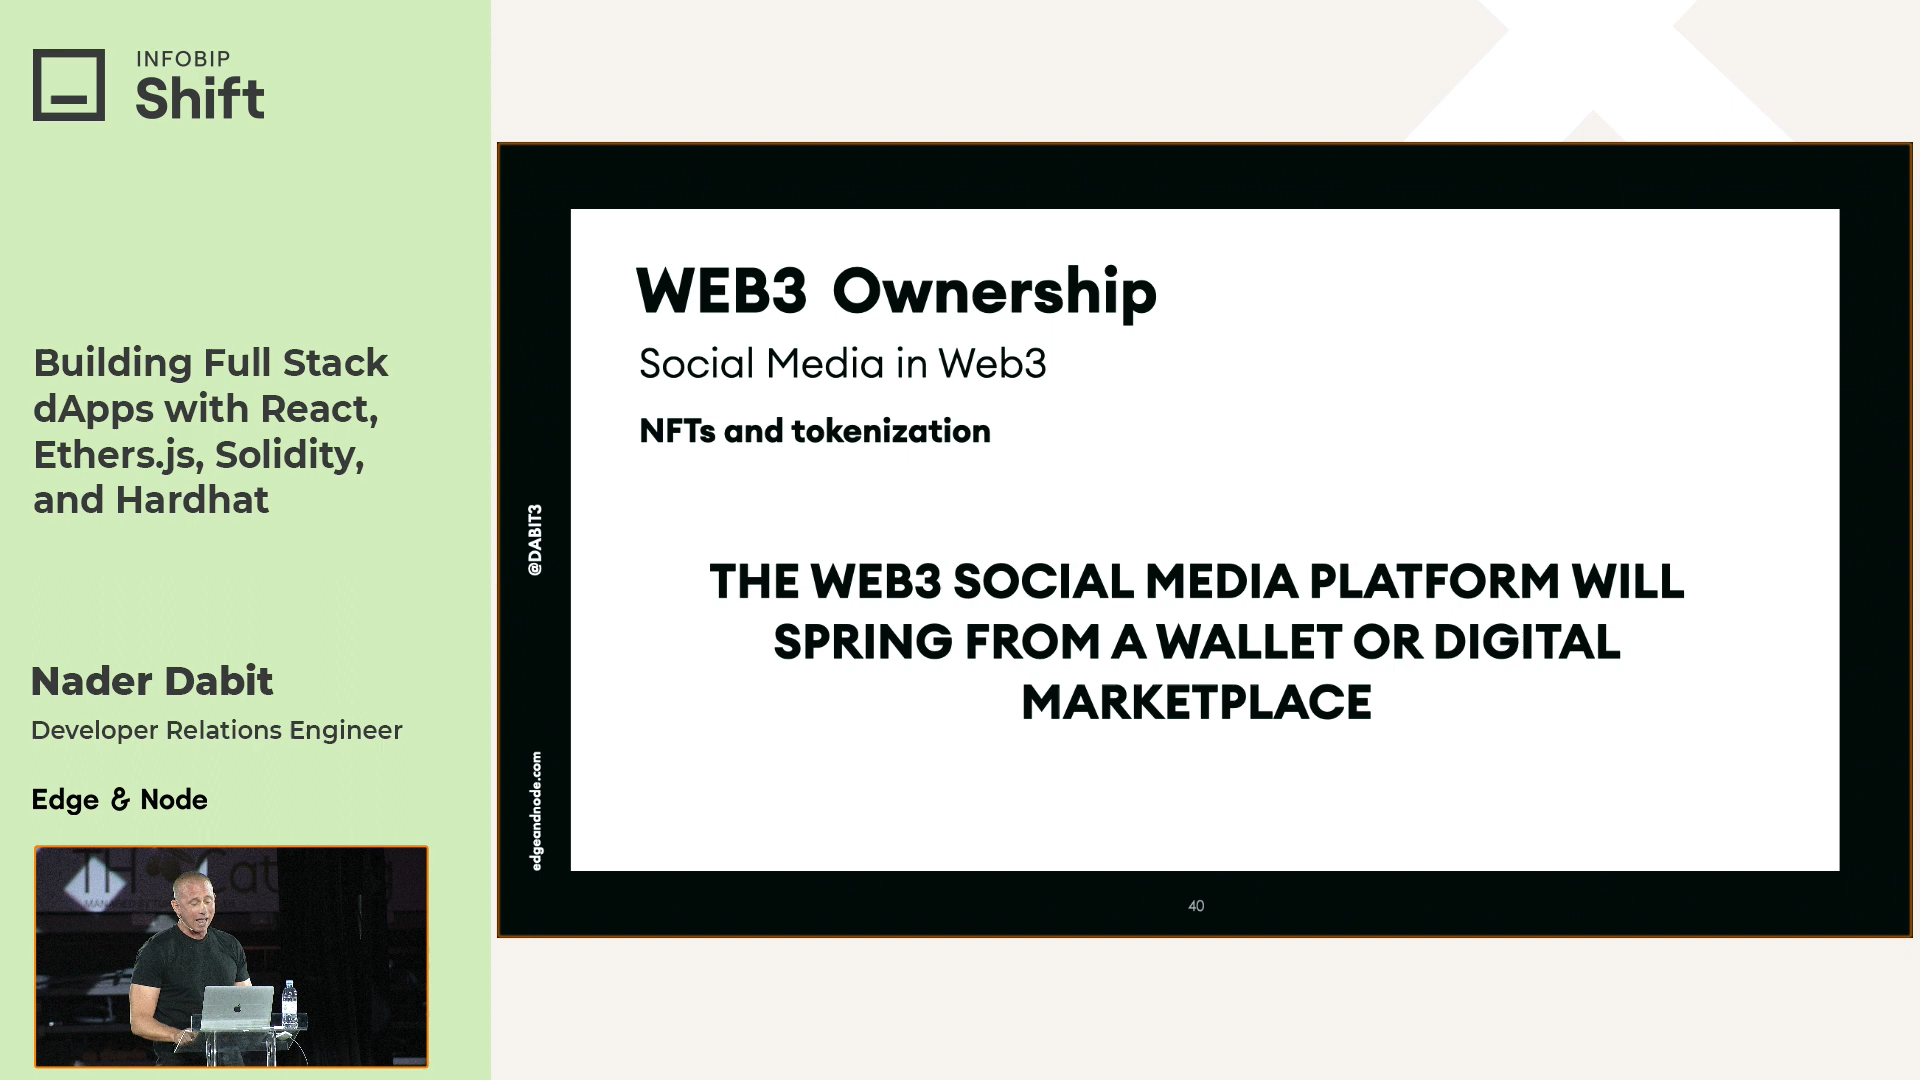 INFOBIP
Shift
Building Full Stack
dApps with React,
Ethers.js, Solidity,
and Hardhat
Nader Dabit
Developer Relations Engineer
Edge & Node
WEB3 Ownership
Social Media in Web3
NFTs and tokenization
THE WEB3 SOCIAL MEDIA PLATFORM WILL
SPRING FROM A WALLET OR DIGITAL
MARKETPLACE
@DABIT3
edgeandnode.com
40